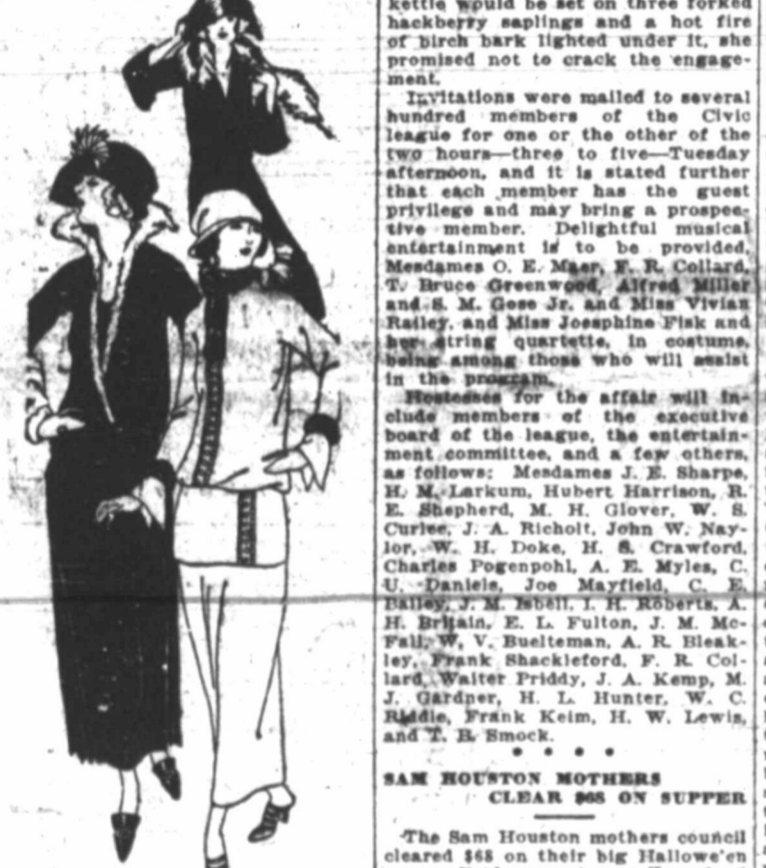 kettle would be set on three forked
hackberry saplings and a hot fire
of birch bark lighted under it, she
promised not to crack the engage-
ment.
Invitations were mailed to several
hundred members of the Civic
league for one or the other of the
two hours—three to five—Tuesday
afternoon, and it is stated further
that each member has the guest
privilege and may bring a prospec-
tive member. Delightful musical
entertainment is to be provided,
Mesdames O. E. Maer, F. R. Collard,
T. Bruce Greenwood, Alfred Miller
and S. M. Gose Jr. and Miss Vivian
Railey, and Miss Josephine Fisk and
her string quartette, in costume,
being among those who will assist
in the program.
Hostesses for the affair will in-
clude members of the executive
board of the league, the entertain-
ment committee, and a few others,
as follows: Mesdames J. E. Sharpe,
H. M. Larkum, Hubert Harrison, R.
E. Shepherd, M. H. Glover, W. S.
Curlee, J. A. Richolt, John W. Nay-
lor, W. H. Doke, H. S. Crawford,
Charles Pogenpohl, A. E. Myles, C.
U. Daniels, Joe Mayfield, C. E.
Bailey, J. M. Isbell, I. H. Roberts, A.
H. Britain, E. L. Fulton, J. M. Mc-
Fall, W. V. Buelteman, A. R. Bleak-
ley, Frank Shackleford, F. R. Col-
lard, Walter Priddy, J. A. Kemp, M.
J. Gardner, H. L. Hunter, W. C.
Riddle, Frank Keim, H. W. Lewis,
and T. B. Smock.
* * * *
SAM HOUSTON MOTHERS
CLEAR $68 ON SUPPER
The Sam Houston mothers council
cleared $68 on their big Hallowe'en